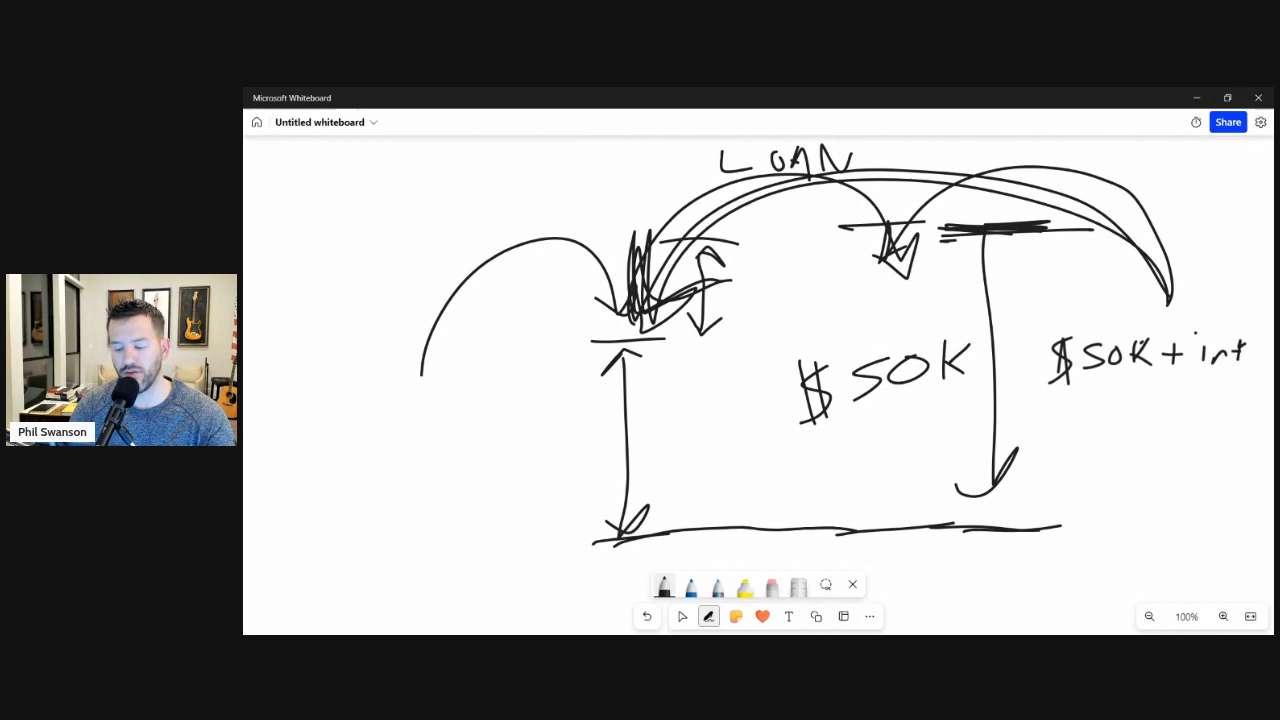 Microsoft Whiteboard
Untitled whiteboard
Share
LOAN
$50K
$50K + int
Phil Swanson
100%